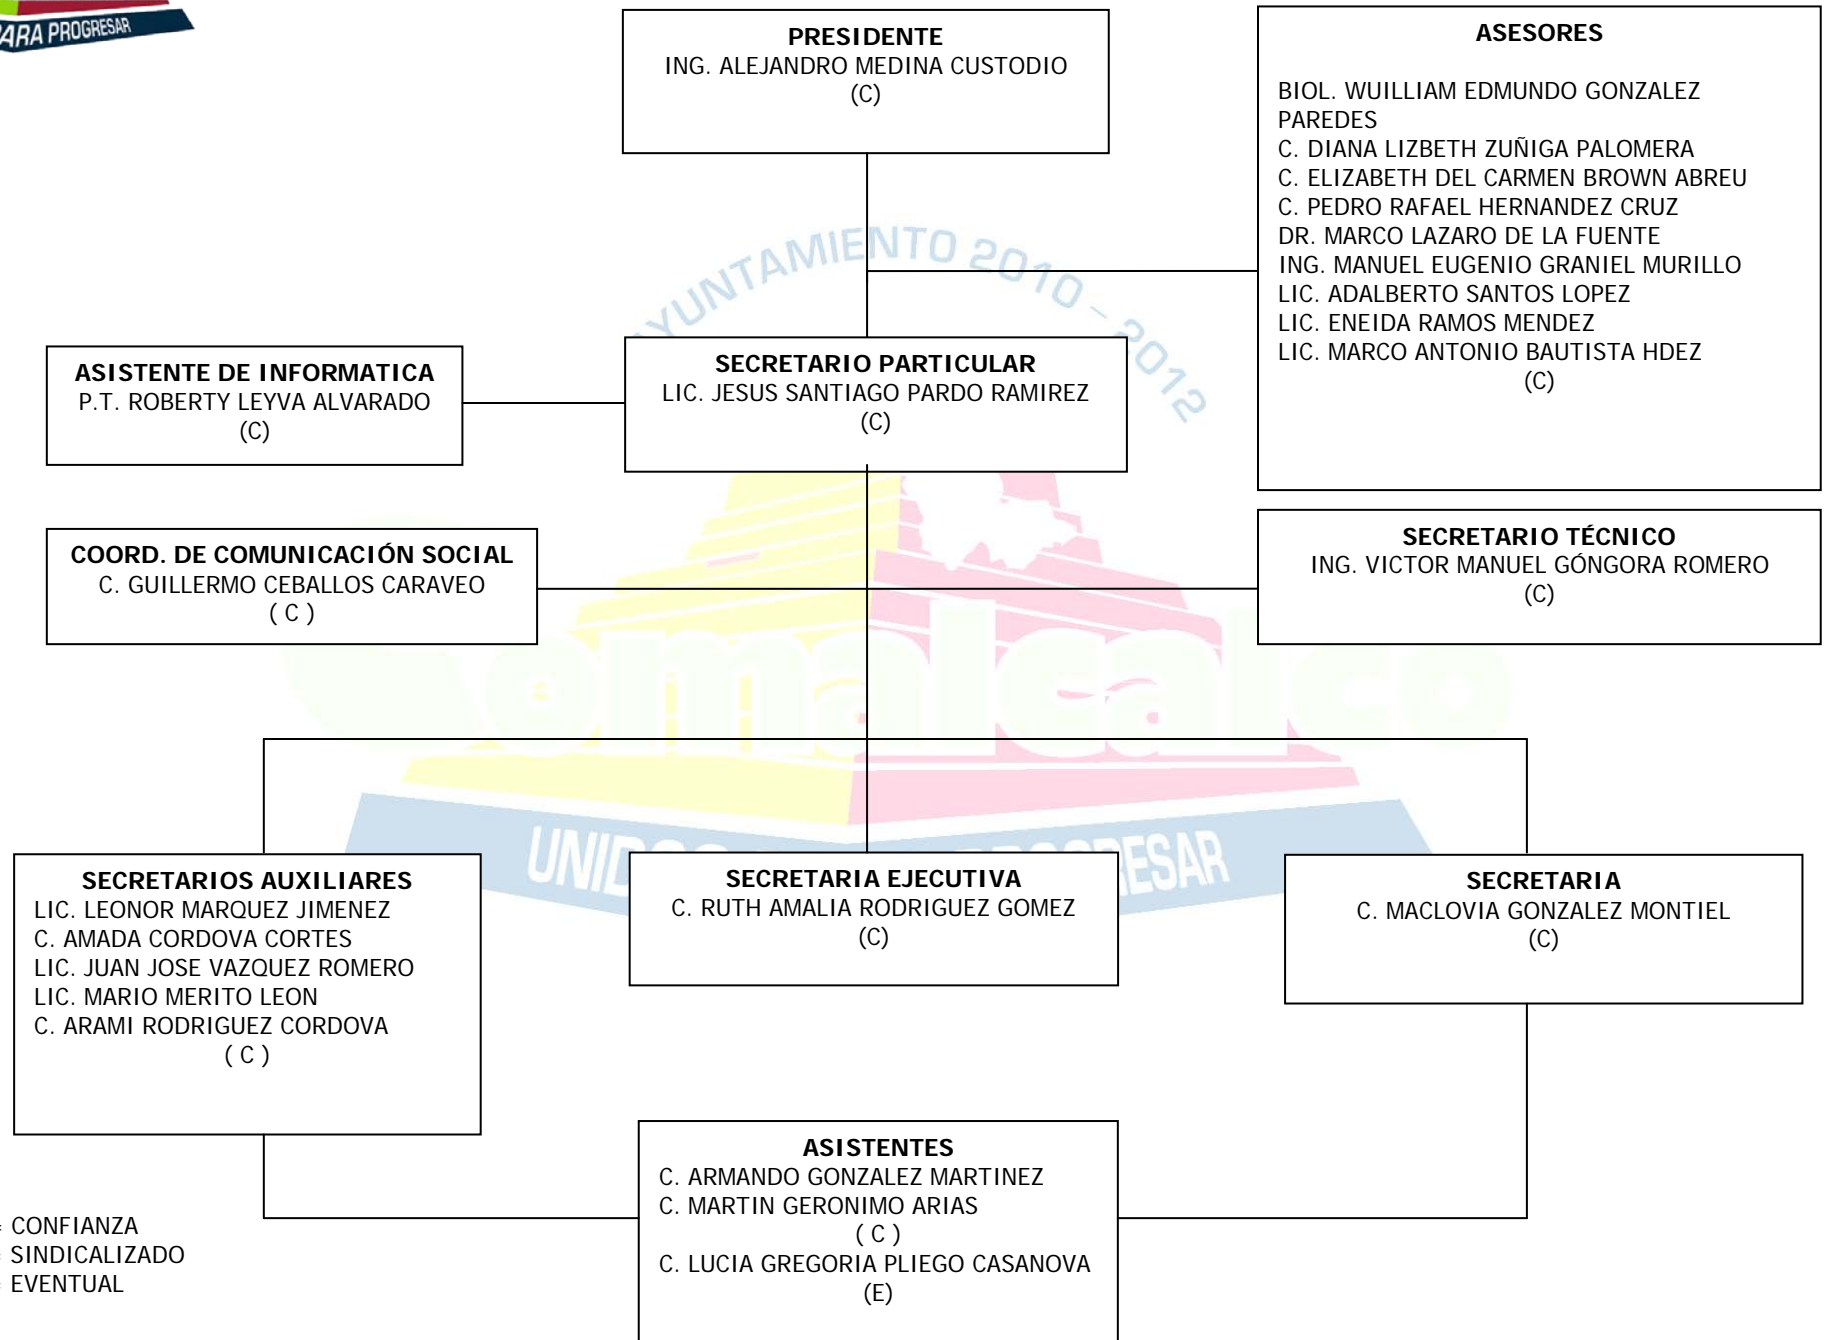 PARA PROGRESAR
PRESIDENTE
ING. ALEJANDRO MEDINA CUSTODIO
(C)
ASESORES
BIOL. WUILLIAM EDMUNDO GONZALEZ
PAREDES
C. DIANA LIZBETH ZUÑIGA PALOMERA
C. ELIZABETH DEL CARMEN BROWN ABREU
C. PEDRO RAFAEL HERNANDEZ CRUZ
DR. MARCO LAZARO DE LA FUENTE
ING. MANUEL EUGENIO GRANIEL MURILLO
LIC. ADALBERTO SANTOS LOPEZ
LIC. ENEIDA RAMOS MENDEZ
LIC. MARCO ANTONIO BAUTISTA HDEZ
(C)
AYUNTAMIENTO 2010 - 2012
ASISTENTE DE INFORMATICA
P.T. ROBERTY LEYVA ALVARADO
(C)
SECRETARIO PARTICULAR
LIC. JESUS SANTIAGO PARDO RAMIREZ
(C)
COORD. DE COMUNICACIÓN SOCIAL
C. GUILLERMO CEBALLOS CARAVEO
( C )
SECRETARIO TÉCNICO
ING. VICTOR MANUEL GÓNGORA ROMERO
(C)
Comalcalco
SECRETARIOS AUXILIARES
LIC. LEONOR MARQUEZ JIMENEZ
C. AMADA CORDOVA CORTES
LIC. JUAN JOSE VAZQUEZ ROMERO
LIC. MARIO MERITO LEON
C. ARAMI RODRIGUEZ CORDOVA
( C )
SECRETARIA EJECUTIVA
C. RUTH AMALIA RODRIGUEZ GOMEZ
(C)
SECRETARIA
C. MACLOVIA GONZALEZ MONTIEL
(C)
ASISTENTES
C. ARMANDO GONZALEZ MARTINEZ
C. MARTIN GERONIMO ARIAS
( C )
C. LUCIA GREGORIA PLIEGO CASANOVA
(E)
= CONFIANZA
= SINDICALIZADO
= EVENTUAL